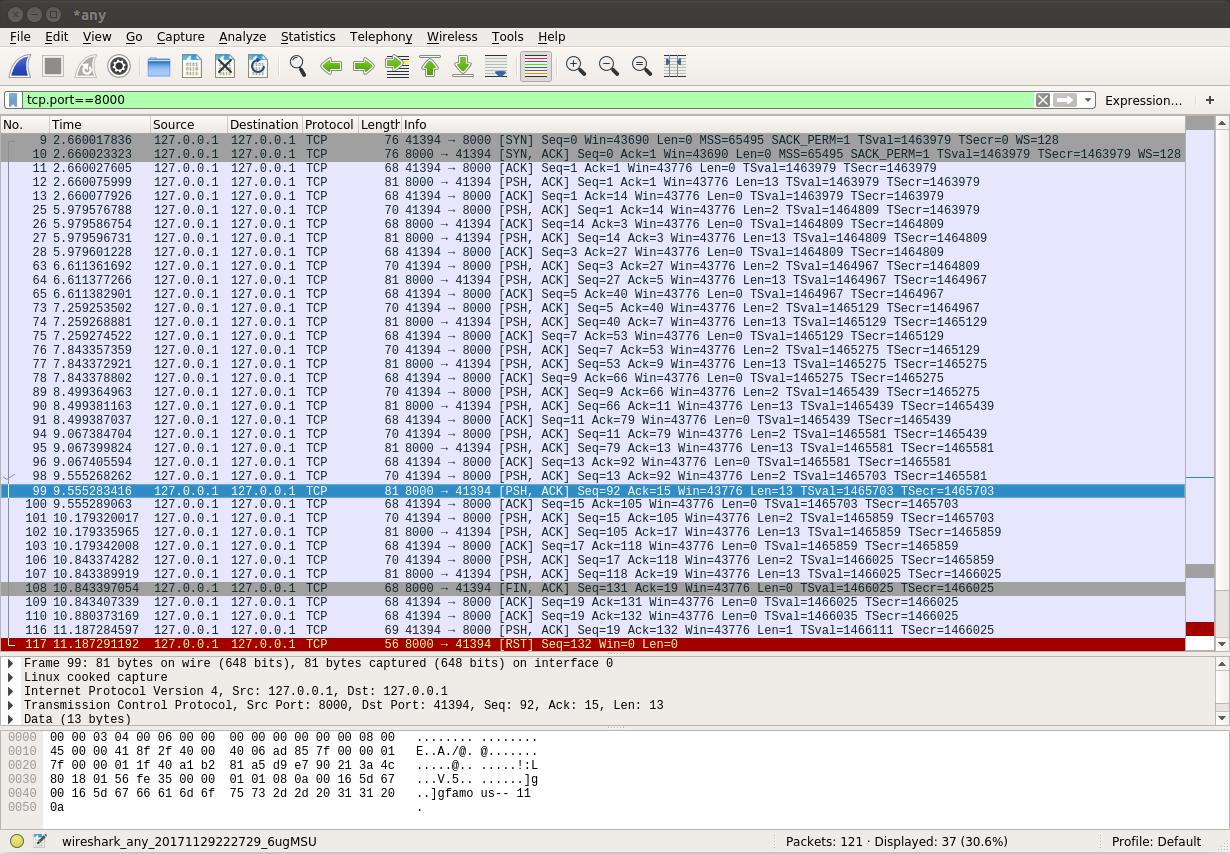 *any
File Edit View Go Capture Analyze Statistics Telephony Wireless Tools Help
tcp.port==8000 Expression… +
No. Time Source Destination Protocol Length Info
9 2.660017836 127.0.0.1 127.0.0.1 TCP 76 41394 → 8000 [SYN] Seq=0 Win=43690 Len=0 MSS=65495 SACK_PERM=1 TSval=1463979 TSecr=0 WS=128
10 2.660023323 127.0.0.1 127.0.0.1 TCP 76 8000 → 41394 [SYN, ACK] Seq=0 Ack=1 Win=43690 Len=0 MSS=65495 SACK_PERM=1 TSval=1463979 TSecr=1463979 WS=128
11 2.660027605 127.0.0.1 127.0.0.1 TCP 68 41394 → 8000 [ACK] Seq=1 Ack=1 Win=43776 Len=0 TSval=1463979 TSecr=1463979
12 2.660075999 127.0.0.1 127.0.0.1 TCP 81 8000 → 41394 [PSH, ACK] Seq=1 Ack=1 Win=43776 Len=13 TSval=1463979 TSecr=1463979
13 2.660077926 127.0.0.1 127.0.0.1 TCP 68 41394 → 8000 [ACK] Seq=1 Ack=14 Win=43776 Len=0 TSval=1463979 TSecr=1463979
25 5.979576788 127.0.0.1 127.0.0.1 TCP 70 41394 → 8000 [PSH, ACK] Seq=1 Ack=14 Win=43776 Len=2 TSval=1464809 TSecr=1463979
26 5.979586754 127.0.0.1 127.0.0.1 TCP 68 8000 → 41394 [ACK] Seq=14 Ack=3 Win=43776 Len=0 TSval=1464809 TSecr=1464809
27 5.979596731 127.0.0.1 127.0.0.1 TCP 81 8000 → 41394 [PSH, ACK] Seq=14 Ack=3 Win=43776 Len=13 TSval=1464809 TSecr=1464809
28 5.979601228 127.0.0.1 127.0.0.1 TCP 68 41394 → 8000 [ACK] Seq=3 Ack=27 Win=43776 Len=0 TSval=1464809 TSecr=1464809
63 6.611361692 127.0.0.1 127.0.0.1 TCP 70 41394 → 8000 [PSH, ACK] Seq=3 Ack=27 Win=43776 Len=2 TSval=1464967 TSecr=1464809
64 6.611377266 127.0.0.1 127.0.0.1 TCP 81 8000 → 41394 [PSH, ACK] Seq=27 Ack=5 Win=43776 Len=13 TSval=1464967 TSecr=1464967
65 6.611382901 127.0.0.1 127.0.0.1 TCP 68 41394 → 8000 [ACK] Seq=5 Ack=40 Win=43776 Len=0 TSval=1464967 TSecr=1464967
73 7.259253502 127.0.0.1 127.0.0.1 TCP 70 41394 → 8000 [PSH, ACK] Seq=5 Ack=40 Win=43776 Len=2 TSval=1465129 TSecr=1464967
74 7.259268881 127.0.0.1 127.0.0.1 TCP 81 8000 → 41394 [PSH, ACK] Seq=40 Ack=7 Win=43776 Len=13 TSval=1465129 TSecr=1465129
75 7.259274522 127.0.0.1 127.0.0.1 TCP 68 41394 → 8000 [ACK] Seq=7 Ack=53 Win=43776 Len=0 TSval=1465129 TSecr=1465129
76 7.843357359 127.0.0.1 127.0.0.1 TCP 70 41394 → 8000 [PSH, ACK] Seq=7 Ack=53 Win=43776 Len=2 TSval=1465275 TSecr=1465129
77 7.843372921 127.0.0.1 127.0.0.1 TCP 81 8000 → 41394 [PSH, ACK] Seq=53 Ack=9 Win=43776 Len=13 TSval=1465275 TSecr=1465275
78 7.843378802 127.0.0.1 127.0.0.1 TCP 68 41394 → 8000 [ACK] Seq=9 Ack=66 Win=43776 Len=0 TSval=1465275 TSecr=1465275
89 8.499364963 127.0.0.1 127.0.0.1 TCP 70 41394 → 8000 [PSH, ACK] Seq=9 Ack=66 Win=43776 Len=2 TSval=1465439 TSecr=1465275
90 8.499381163 127.0.0.1 127.0.0.1 TCP 81 8000 → 41394 [PSH, ACK] Seq=66 Ack=11 Win=43776 Len=13 TSval=1465439 TSecr=1465439
91 8.499387037 127.0.0.1 127.0.0.1 TCP 68 41394 → 8000 [ACK] Seq=11 Ack=79 Win=43776 Len=0 TSval=1465439 TSecr=1465439
94 9.067384704 127.0.0.1 127.0.0.1 TCP 70 41394 → 8000 [PSH, ACK] Seq=11 Ack=79 Win=43776 Len=2 TSval=1465581 TSecr=1465439
95 9.067399824 127.0.0.1 127.0.0.1 TCP 81 8000 → 41394 [PSH, ACK] Seq=79 Ack=13 Win=43776 Len=13 TSval=1465581 TSecr=1465581
96 9.067405594 127.0.0.1 127.0.0.1 TCP 68 41394 → 8000 [ACK] Seq=13 Ack=92 Win=43776 Len=0 TSval=1465581 TSecr=1465581
98 9.555268262 127.0.0.1 127.0.0.1 TCP 70 41394 → 8000 [PSH, ACK] Seq=13 Ack=92 Win=43776 Len=2 TSval=1465703 TSecr=1465581
99 9.555283416 127.0.0.1 127.0.0.1 TCP 81 8000 → 41394 [PSH, ACK] Seq=92 Ack=15 Win=43776 Len=13 TSval=1465703 TSecr=1465703
100 9.555289063 127.0.0.1 127.0.0.1 TCP 68 41394 → 8000 [ACK] Seq=15 Ack=105 Win=43776 Len=0 TSval=1465703 TSecr=1465703
101 10.179320017 127.0.0.1 127.0.0.1 TCP 70 41394 → 8000 [PSH, ACK] Seq=15 Ack=105 Win=43776 Len=2 TSval=1465859 TSecr=1465703
102 10.179335965 127.0.0.1 127.0.0.1 TCP 81 8000 → 41394 [PSH, ACK] Seq=105 Ack=17 Win=43776 Len=13 TSval=1465859 TSecr=1465859
103 10.179342008 127.0.0.1 127.0.0.1 TCP 68 41394 → 8000 [ACK] Seq=17 Ack=118 Win=43776 Len=0 TSval=1465859 TSecr=1465859
106 10.843374282 127.0.0.1 127.0.0.1 TCP 70 41394 → 8000 [PSH, ACK] Seq=17 Ack=118 Win=43776 Len=2 TSval=1466025 TSecr=1465859
107 10.843389919 127.0.0.1 127.0.0.1 TCP 81 8000 → 41394 [PSH, ACK] Seq=118 Ack=19 Win=43776 Len=13 TSval=1466025 TSecr=1466025
108 10.843397054 127.0.0.1 127.0.0.1 TCP 68 8000 → 41394 [FIN, ACK] Seq=131 Ack=19 Win=43776 Len=0 TSval=1466025 TSecr=1466025
109 10.843407339 127.0.0.1 127.0.0.1 TCP 68 41394 → 8000 [ACK] Seq=19 Ack=131 Win=43776 Len=0 TSval=1466025 TSecr=1466025
110 10.880373169 127.0.0.1 127.0.0.1 TCP 68 41394 → 8000 [ACK] Seq=19 Ack=132 Win=43776 Len=0 TSval=1466035 TSecr=1466025
116 11.187284597 127.0.0.1 127.0.0.1 TCP 69 41394 → 8000 [PSH, ACK] Seq=19 Ack=132 Win=43776 Len=1 TSval=1466111 TSecr=1466025
117 11.187291192 127.0.0.1 127.0.0.1 TCP 56 8000 → 41394 [RST] Seq=132 Win=0 Len=0
Frame 99: 81 bytes on wire (648 bits), 81 bytes captured (648 bits) on interface 0
Linux cooked capture
Internet Protocol Version 4, Src: 127.0.0.1, Dst: 127.0.0.1
Transmission Control Protocol, Src Port: 8000, Dst Port: 41394, Seq: 92, Ack: 15, Len: 13
Data (13 bytes)
0000 00 00 03 04 00 06 00 00 00 00 00 00 00 00 08 00 ........ ........
0010 45 00 00 41 8f 2f 40 00 40 06 ad 85 7f 00 00 01 E..A./@. @.......
0020 7f 00 00 01 1f 40 a1 b2 81 a5 d9 e7 90 21 3a 4c .....@.. .....!:L
0030 80 18 01 56 fe 35 00 00 01 01 08 0a 00 16 5d 67 ...V.5.. ......]g
0040 00 16 5d 67 66 61 6d 6f 75 73 2d 2d 20 31 31 20 ..]gfamo us-- 11
0050 0a .
wireshark_any_20171129222729_6ugMSU Packets: 121 · Displayed: 37 (30.6%) Profile: Default